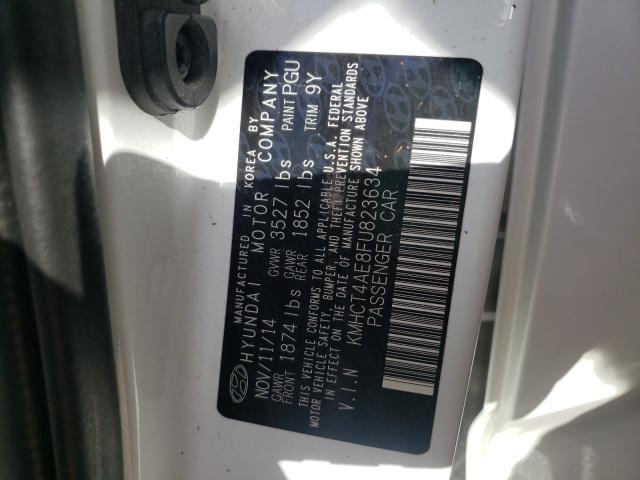 MANUFACTURED IN KOREA BY
HYUNDAI MOTOR COMPANY
NOV/11/14 GVWR 3527 lbs PAINT PGU
GAWR FRONT 1874 lbs GAWR REAR 1852 lbs TRIM 9Y
THIS VEHICLE CONFORMS TO ALL APPLICABLE U.S.A. FEDERAL
MOTOR VEHICLE SAFETY, BUMPER, AND THEFT PREVENTION STANDARDS
IN EFFECT ON THE DATE OF MANUFACTURE SHOWN ABOVE
V.I.N KMHCT4AE8FU823634
PASSENGER CAR